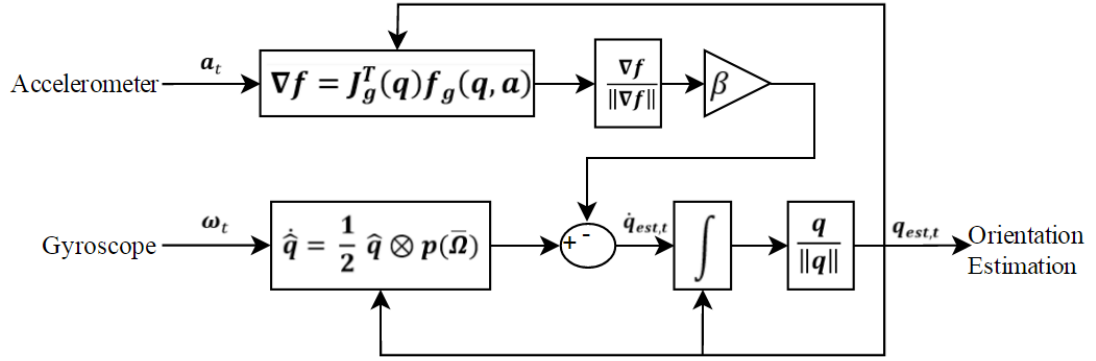 Accelerometer
a_t
∇f = J_g^T(q)f_g(q, a)
∇f / ‖∇f‖
β
Gyroscope
ω_t
q̂̇ = 1/2 q̂ ⊗ p(Ω̄)
+ -
q̇_est,t
∫
q / ‖q‖
q_est,t
Orientation
Estimation